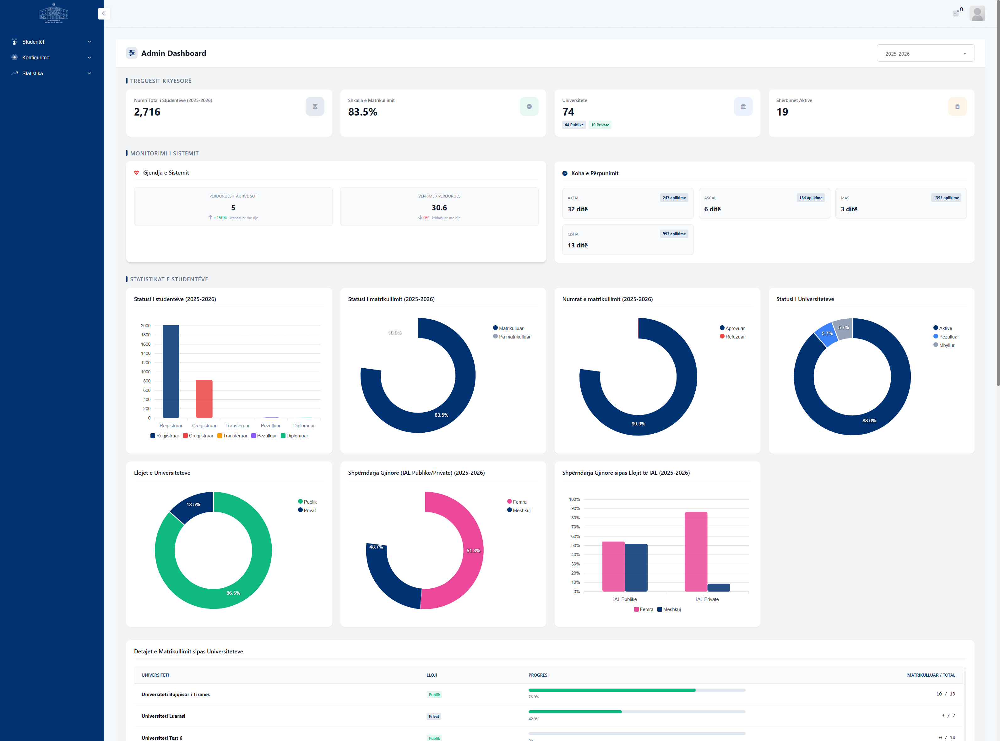 0
Studentët
Konfigurime
Statistika
Admin Dashboard
2025-2026
TREGUESIT KRYESORË
Numri Total i Studentëve (2025-2026)
2,716
Shkalla e Matrikullimit
83.5%
Universitete
74
64 Publike
10 Private
Shërbimet Aktive
19
MONITORIMI I SISTEMIT
Gjendja e Sistemit
PËRDORUESIT AKTIVË SOT
5
+150% krahasuar me dje
VEPRIME / PËRDORUES
30.6
0% krahasuar me dje
Koha e Përpunimit
AKFAL
247 aplikime
32 ditë
ASCAL
184 aplikime
6 ditë
MAS
1395 aplikime
3 ditë
QSHA
993 aplikime
13 ditë
STATISTIKAT E STUDENTËVE
Statusi i studentëve (2025-2026)
2000
1800
1600
1400
1200
1000
800
600
400
200
0
Regjistruar Çregjistruar Transferuar Pezulluar Diplomuar
Regjistruar Çregjistruar Transferuar Pezulluar Diplomuar
Statusi i matrikullimit (2025-2026)
16.5%
83.5%
Matrikulluar
Pa matrikulluar
Numrat e matrikullimit (2025-2026)
99.9%
Aprovuar
Refuzuar
Statusi i Universiteteve
5.7%
5.7%
88.6%
Aktive
Pezulluar
Mbyllur
Llojet e Universiteteve
13.5%
86.5%
Publik
Privat
Shpërndarja Gjinore (IAL Publike/Private) (2025-2026)
48.7%
51.3%
Femra
Meshkuj
Shpërndarja Gjinore sipas Llojit të IAL (2025-2026)
100%
90%
80%
70%
60%
50%
40%
30%
20%
10%
0%
IAL Publike IAL Private
Femra Meshkuj
Detajet e Matrikullimit sipas Universiteteve
UNIVERSITETI LLOJI PROGRESI MATRIKULLUAR / TOTAL
Universiteti Bujqësor i Tiranës Publik 76.9% 10 / 13
Universiteti Luarasi Privat 42.9% 3 / 7
Universiteti Test 6 Publik 0% 0 / 14